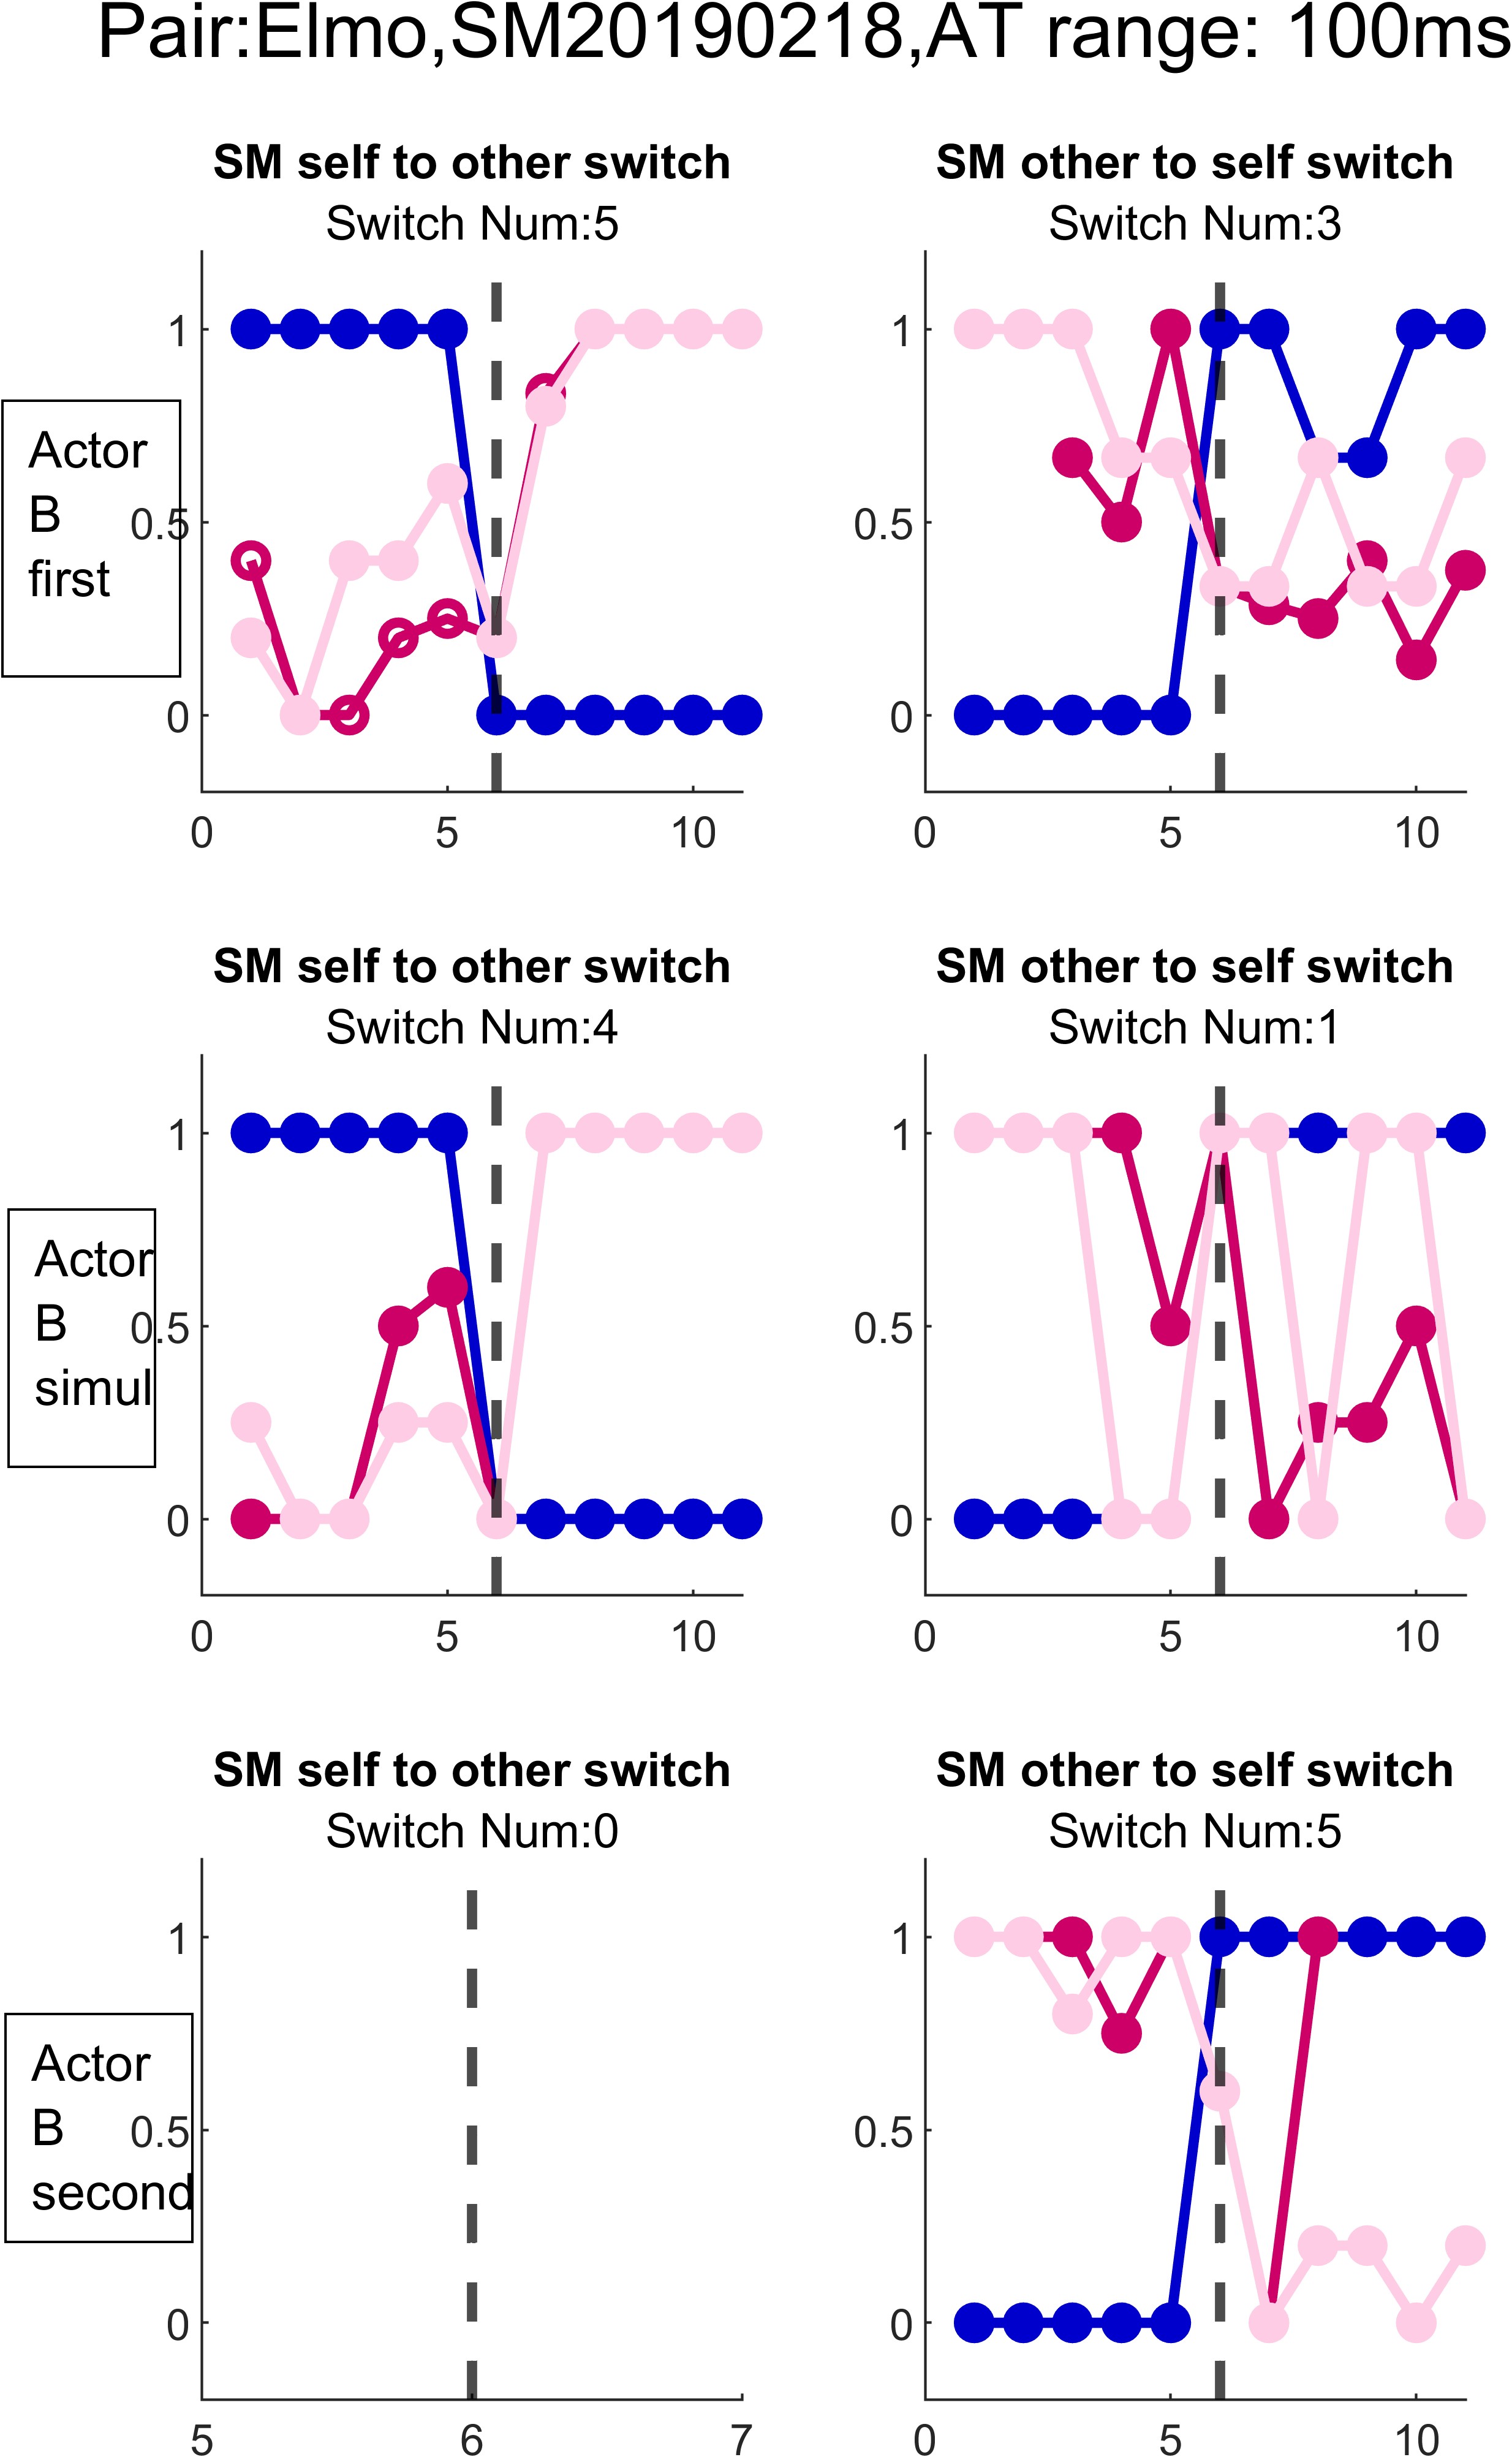 Pair:Elmo,SM20190218,AT range: 100ms
SM self to other switch
Switch Num:5
1
0.5
0
0 5 10
Actor
B
first
SM other to self switch
Switch Num:3
1
0.5
0
0 5 10
SM self to other switch
Switch Num:4
1
0.5
0
0 5 10
Actor
B
simul
SM other to self switch
Switch Num:1
1
0.5
0
0 5 10
SM self to other switch
Switch Num:0
1
0.5
0
5 6 7
Actor
B
second
SM other to self switch
Switch Num:5
1
0.5
0
0 5 10